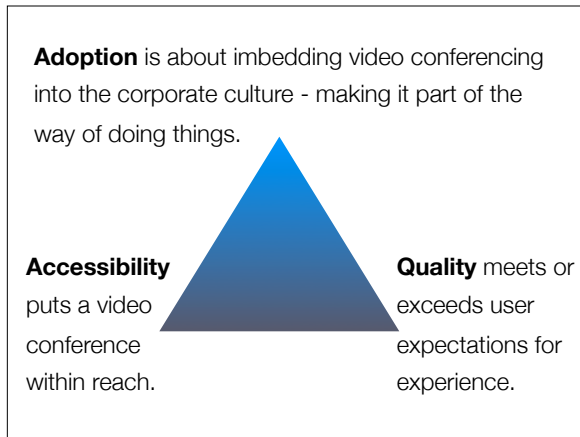 Adoption is about imbedding video conferencing
into the corporate culture - making it part of the
way of doing things.
Accessibility
puts a video
conference
within reach.
Quality meets or
exceeds user
expectations for
experience.